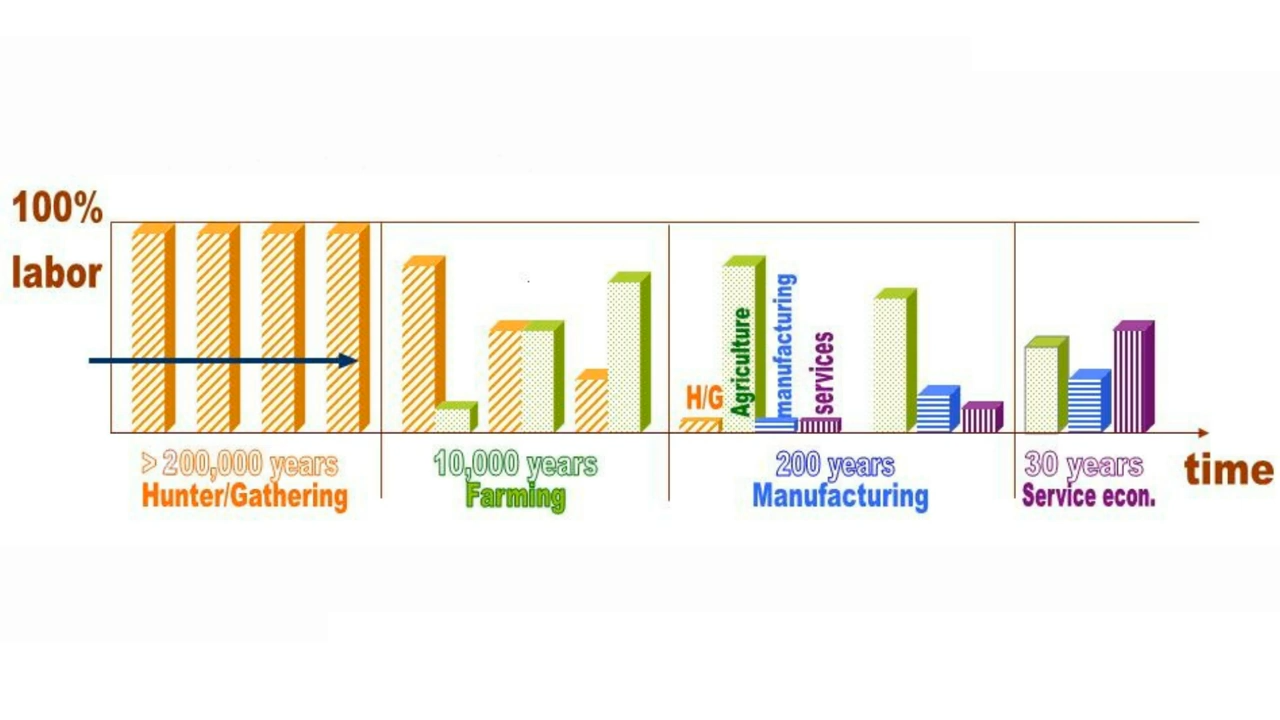 100%
labor
H/G
Agriculture
manufacturing
services
> 200,000 years
Hunter/Gathering
10,000 years
Farming
200 years
Manufacturing
30 years
Service econ.
time